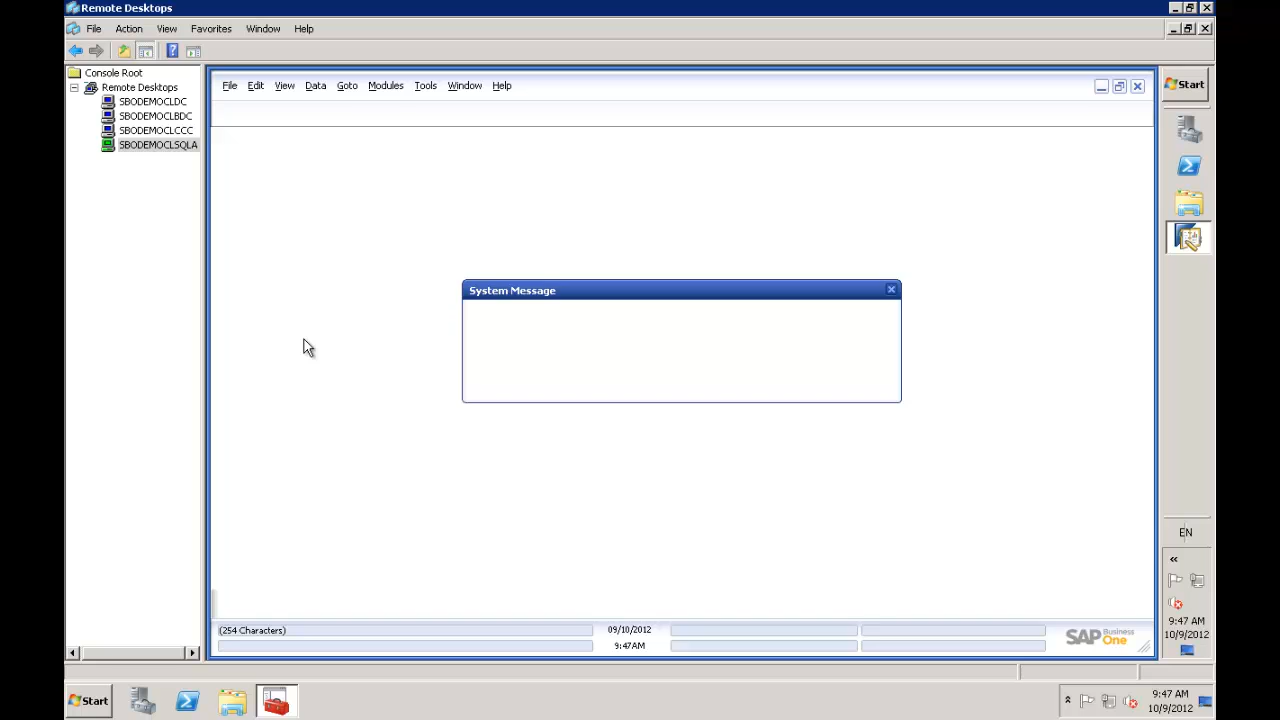 Remote Desktops
File Action View Favorites Window Help
Console Root
Remote Desktops
SBODEMOCLDC
SBODEMOCLBDC
SBODEMOCLCCC
SBODEMOCLSQLA
File Edit View Data Goto Modules Tools Window Help
System Message
(254 Characters)
09/10/2012
9:47AM
SAP Business One
Start
EN
9:47 AM
10/9/2012
Start
9:47 AM
10/9/2012